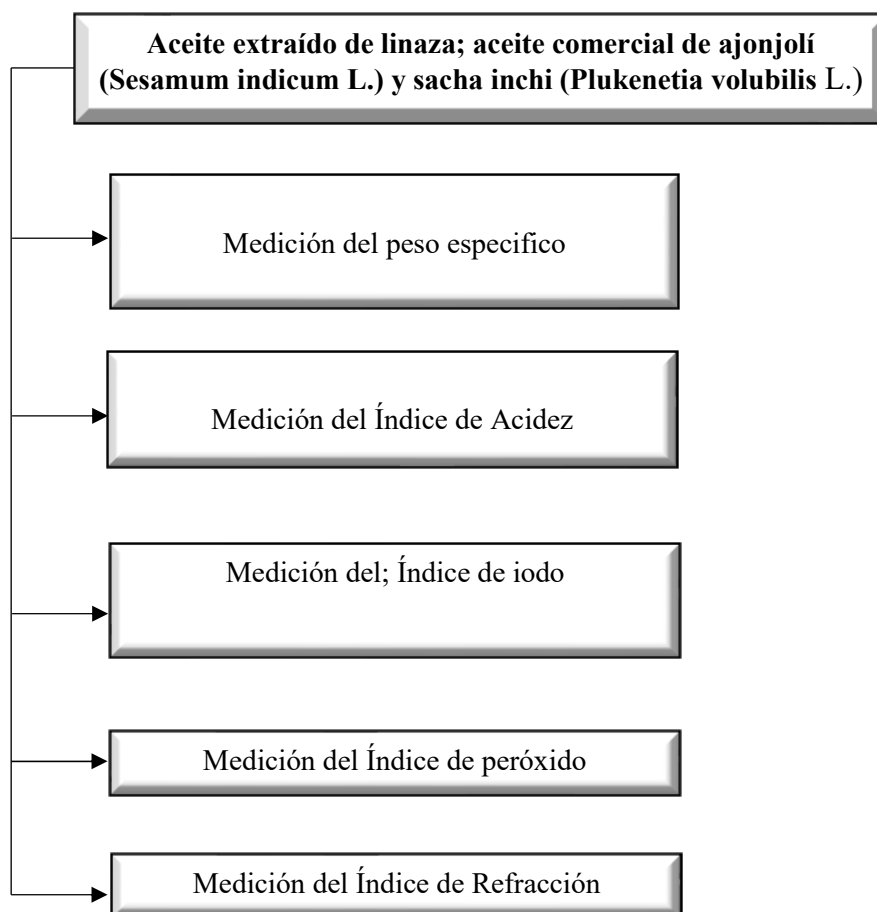 Aceite extraído de linaza; aceite comercial de ajonjolí
(Sesamum indicum L.) y sacha inchi (Plukenetia volubilis L.)
Medición del peso especifico
Medición del Índice de Acidez
Medición del; Índice de iodo
Medición del Índice de peróxido
Medición del Índice de Refracción